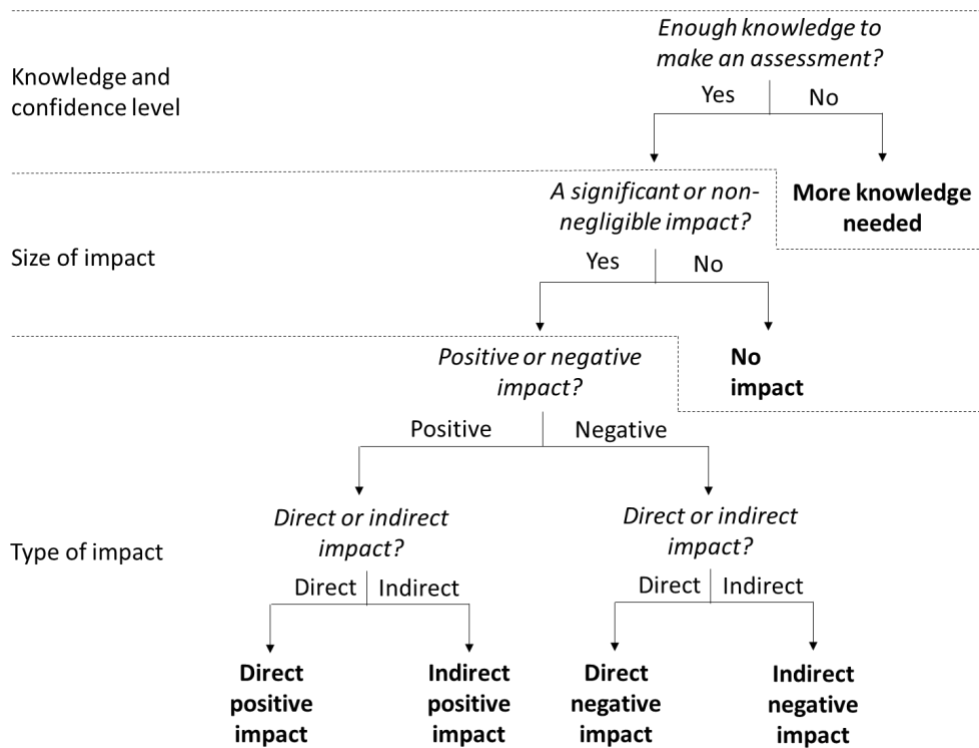 Enough knowledge to
make an assessment?
Knowledge and
confidence level
Yes
No
A significant or non-
negligible impact?
More knowledge
needed
Size of impact
Yes
No
Positive or negative
impact?
No
impact
Positive
Negative
Direct or indirect
impact?
Direct or indirect
impact?
Type of impact
Direct
Indirect
Direct
Indirect
Direct
positive
impact
Indirect
positive
impact
Direct
negative
impact
Indirect
negative
impact